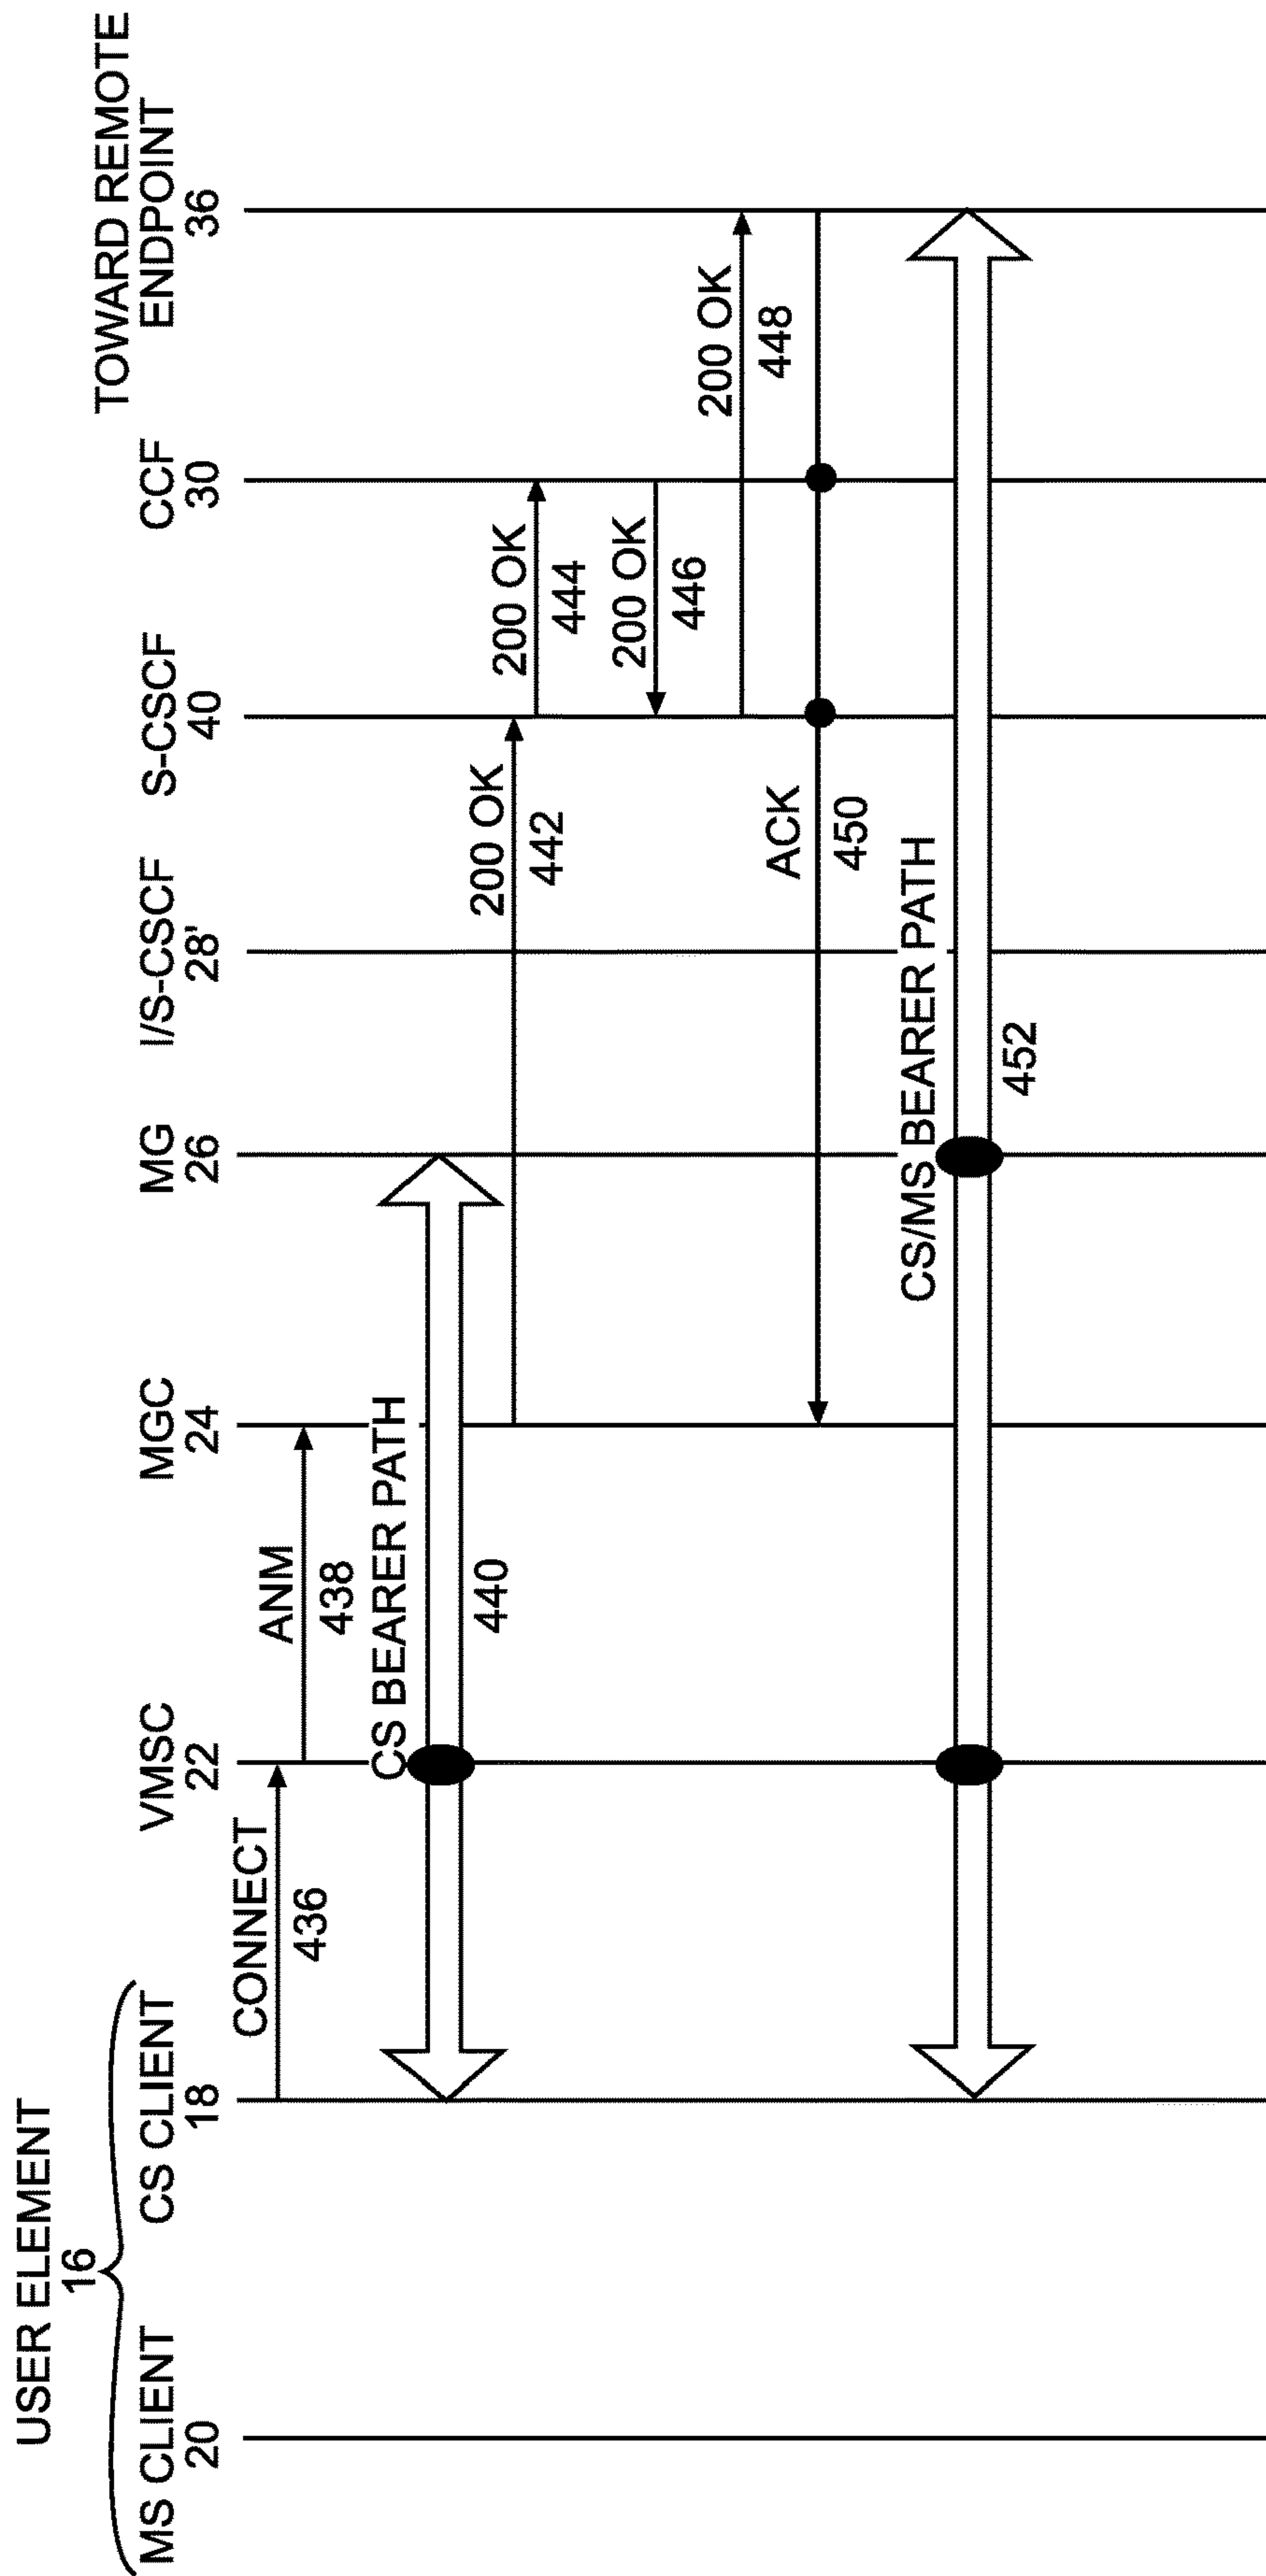 USER ELEMENT
16
MS CLIENT
20
CS CLIENT
18
VMSC
22
MGC
24
MG
26
I/S-CSCF
28'
S-CSCF
40
CCF
30
TOWARD REMOTE
ENDPOINT
36
CONNECT
436
ANM
438
CS BEARER PATH
440
200 OK
442
200 OK
444
200 OK
446
200 OK
448
ACK
450
CS/MS BEARER PATH
452